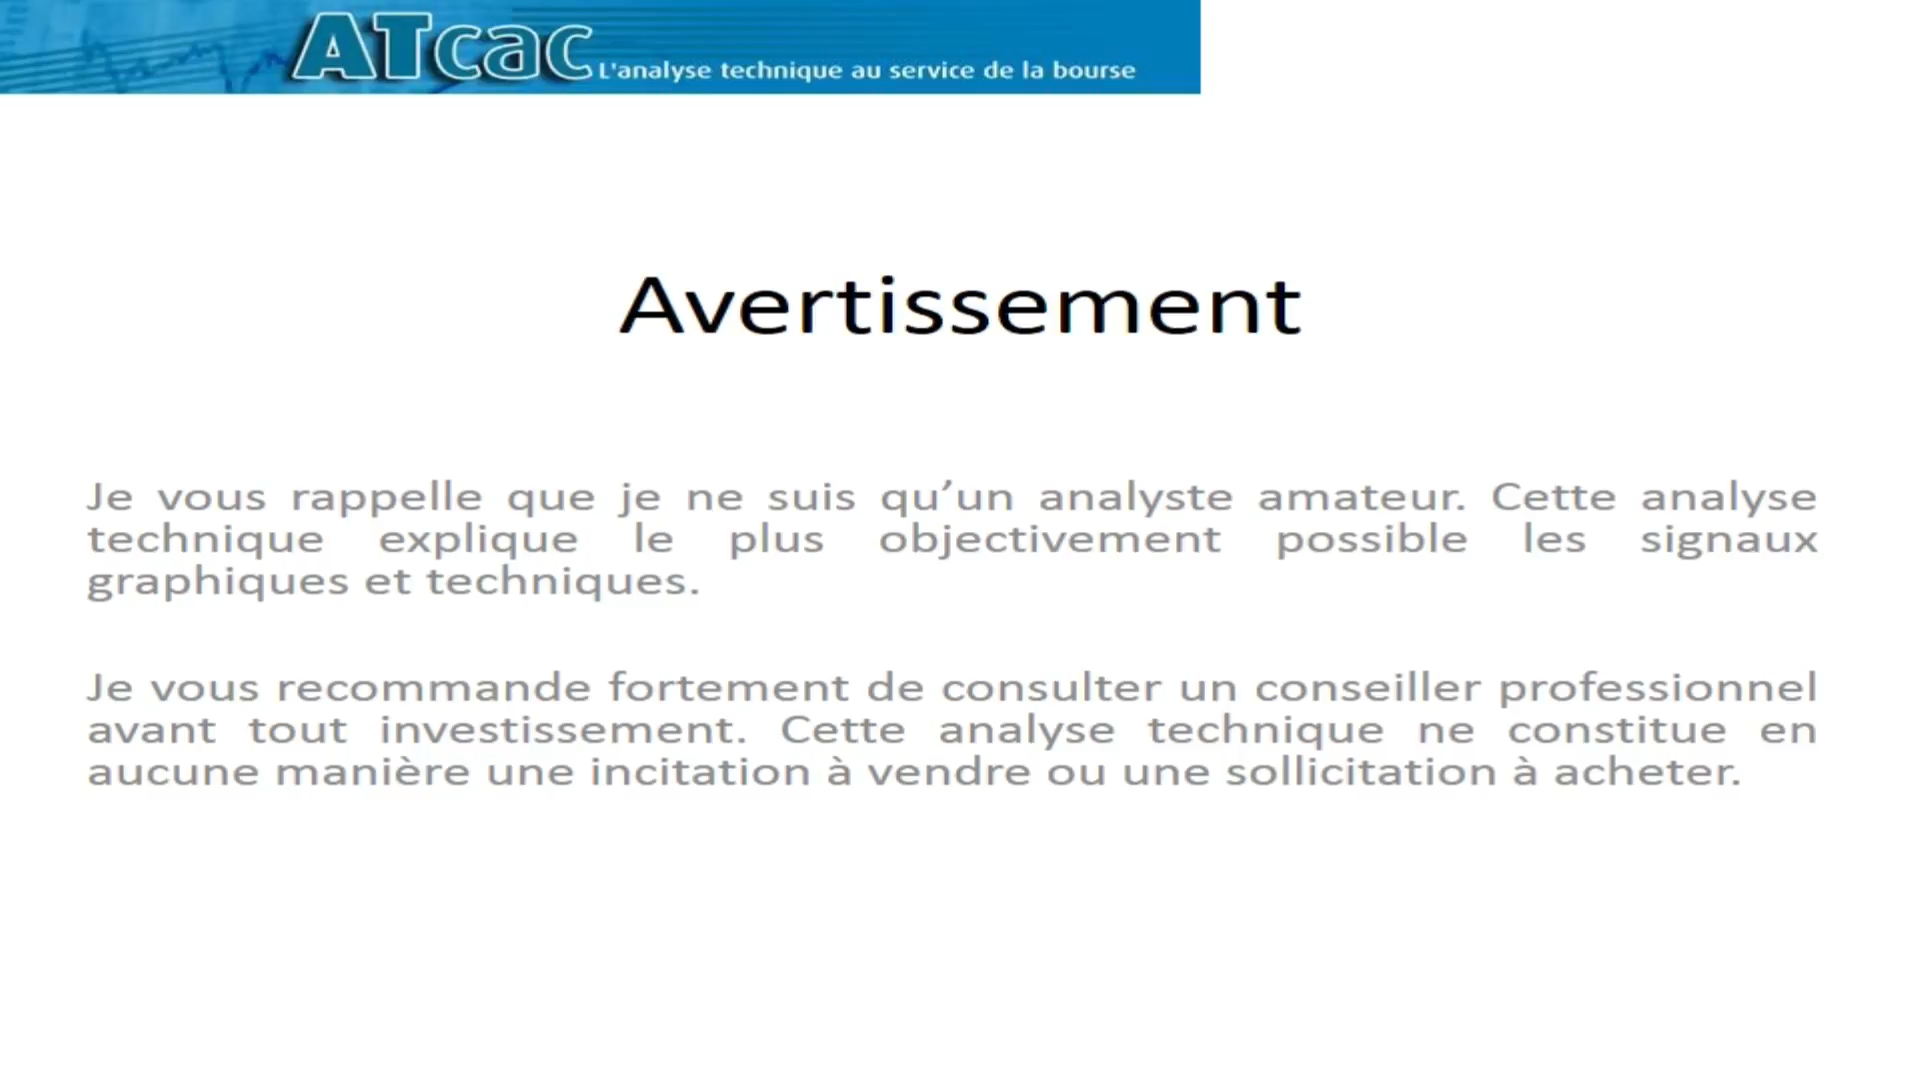 ATcac L'analyse technique au service de la bourse
Avertissement
Je vous rappelle que je ne suis qu’un analyste amateur. Cette analyse
technique explique le plus objectivement possible les signaux
graphiques et techniques.
Je vous recommande fortement de consulter un conseiller professionnel
avant tout investissement. Cette analyse technique ne constitue en
aucune manière une incitation à vendre ou une sollicitation à acheter.